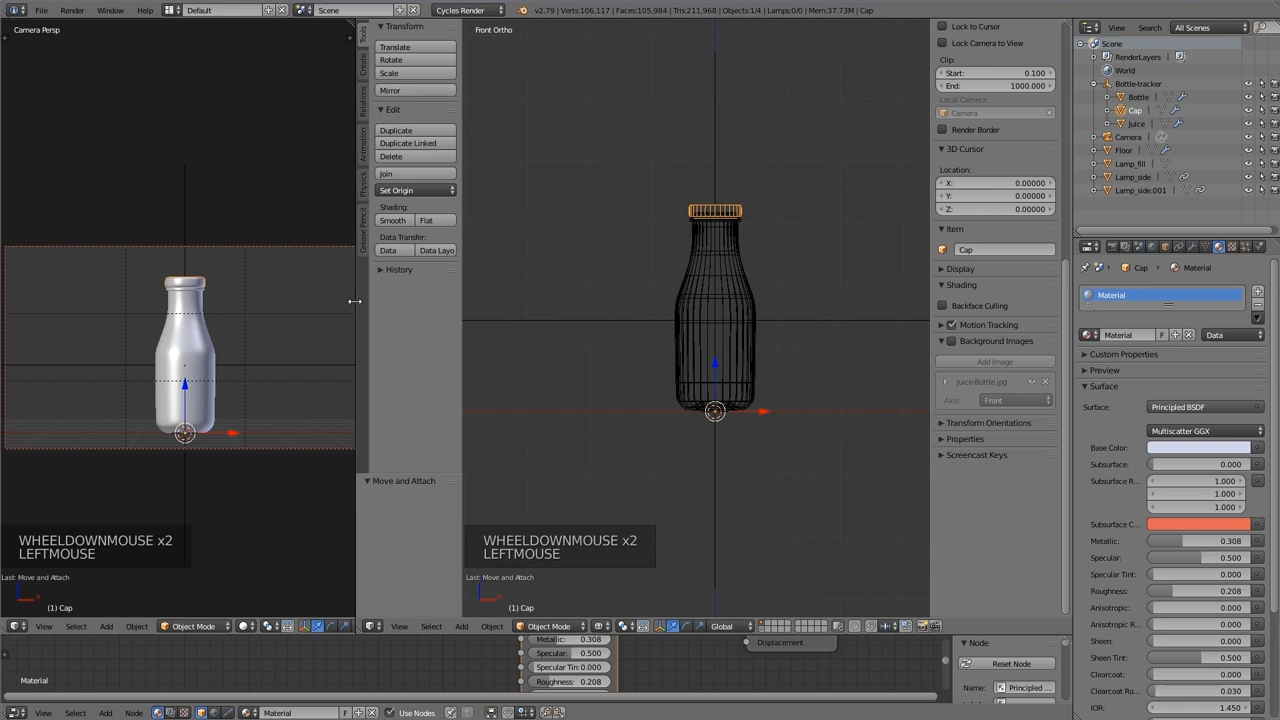 File Render Window Help Default Scene Cycles Render v2.79 | Verts:106,117 | Faces:105,984 | Tris:211,968 | Objects:1/4 | Lamps:0/0 | Mem:37.73M | Cap
Camera Persp
Tools
Create
Relations
Animation
Physics
Grease Pencil
Transform
Translate
Rotate
Scale
Mirror
Edit
Duplicate
Duplicate Linked
Delete
Join
Set Origin
Shading:
Smooth Flat
Data Transfer:
Data Data Layo
History
Move and Attach
Front Ortho
WHEELDOWNMOUSE x2
LEFTMOUSE
Last: Move and Attach
(1) Cap
WHEELDOWNMOUSE x2
LEFTMOUSE
Last: Move and Attach
(1) Cap
View Select Add Object Object Mode
View Select Add Object Object Mode Global
Lock to Cursor
Lock Camera to View
Clip:
Start: 0.100
End: 1000.000
Local Camera:
Camera
Render Border
3D Cursor
Location:
X: 0.00000
Y: 0.00000
Z: 0.00000
Item
Cap
Display
Shading
Backface Culling
Motion Tracking
Background Images
Add Image
Juice-Bottle.jpg
Axis: Front
Transform Orientations
Properties
Screencast Keys
View Search All Scenes
Scene
RenderLayers
World
Bottle-tracker
Bottle
Cap
Juice
Camera
Floor
Lamp_fill
Lamp_side
Lamp_side.001
Cap Material
Material
Material F Data
Custom Properties
Preview
Surface
Surface: Principled BSDF
Multiscatter GGX
Base Color:
Subsurface: 0.000
Subsurface R... 1.000
1.000
1.000
Subsurface C...
Metallic: 0.308
Specular: 0.500
Specular Tint: 0.000
Roughness: 0.208
Anisotropic: 0.000
Anisotropic R... 0.000
Sheen: 0.000
Sheen Tint: 0.500
Clearcoat: 0.000
Clearcoat Ro... 0.030
IOR: 1.450
Metallic: 0.308
Specular: 0.500
Specular Tin: 0.000
Roughness: 0.208
Displacement
Material
Node
Reset Node
Name: Principled ...
View Select Add Node Material F Use Nodes